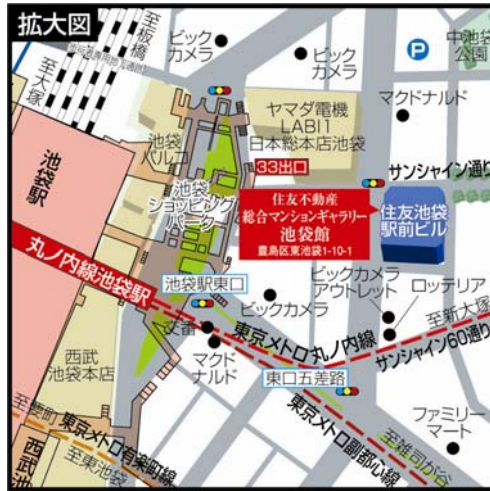 拡大図
至板橋
至大塚
ビック
カメラ
ビック
カメラ
P
中池袋
公園
マクドナルド
ヤマダ電機
LABI1
日本総本店池袋
池袋
パルコ
33出口
サンシャイン通り
池袋駅
池袋
ショッピング
パーク
住友不動産
総合マンションギャラリー
池袋館
豊島区東池袋1-10-1
住友池袋
駅前ビル
丸ノ内線池袋駅
池袋駅東口
ビックカメラ
ビックカメラ
アウトレット
ロッテリア
至新大塚
交番
マクド
ナルド
東京メトロ丸ノ内線
サンシャイン60通り
西武
池袋本店
東口五差路
東京メトロ副都心線
ファミリー
マート
至要町
東京メトロ有楽町線
至東池袋
至雑司が谷
西武池